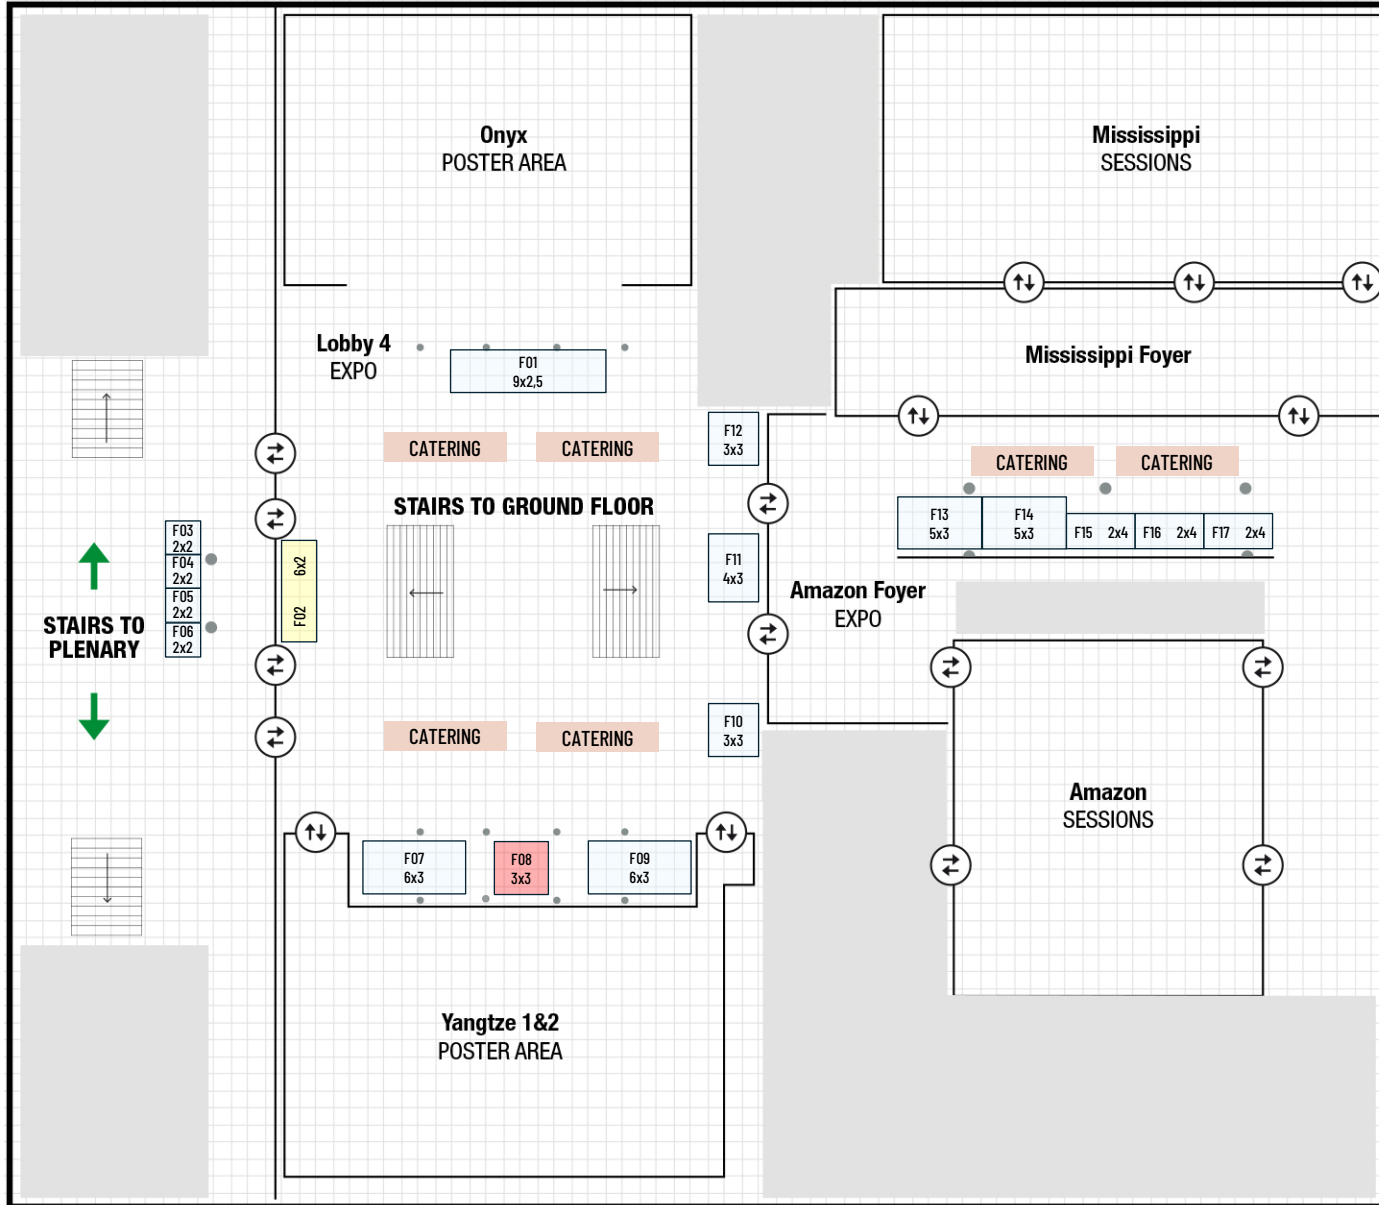 Onyx
POSTER AREA
Mississippi
SESSIONS
Lobby 4
EXPO
F01
9x2,5
Mississippi Foyer
CATERING
CATERING
F12
3x3
CATERING
CATERING
STAIRS TO GROUND FLOOR
F13
5x3
F14
5x3
F15 2x4
F16 2x4
F17 2x4
F03
2x2
F04
2x2
F05
2x2
F06
2x2
STAIRS TO
PLENARY
F02 6x2
F11
4x3
Amazon Foyer
EXPO
CATERING
CATERING
F10
3x3
Amazon
SESSIONS
F07
6x3
F08
3x3
F09
6x3
Yangtze 1&2
POSTER AREA